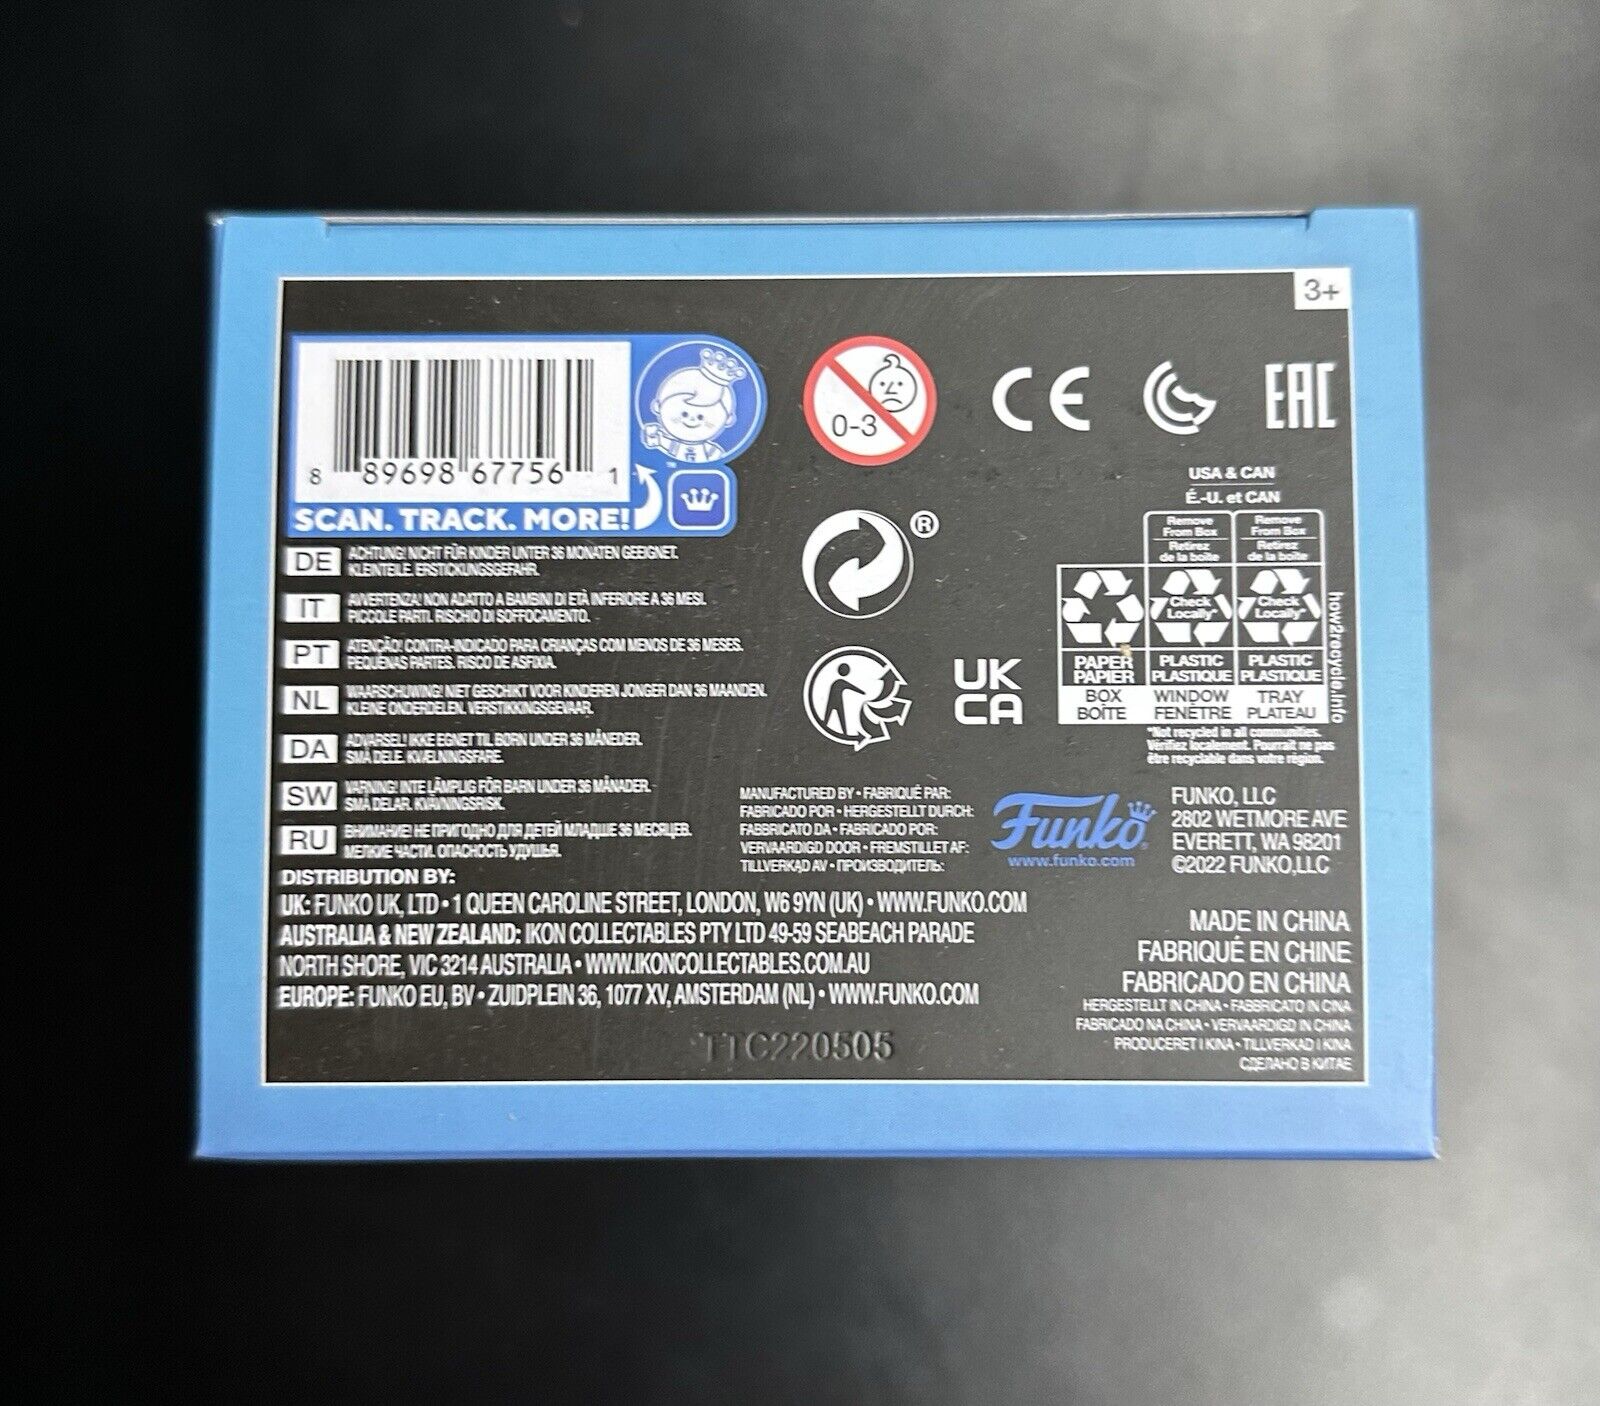 3+
8 89698 67756 1
SCAN. TRACK. MORE!
™
0-3
CE
EAC
USA & CAN
É.-U. et CAN
Remove From Box
Retirez de la boîte
Remove From Box
Retirez de la boîte
Check Locally*
Check Locally*
PAPER PAPIER
PLASTIC PLASTIQUE
PLASTIC PLASTIQUE
BOX BOÎTE
WINDOW FENÊTRE
TRAY PLATEAU
how2recycle.info
*Not recycled in all communities.
Vérifiez localement. Pourrait ne pas
être recyclable dans votre région.
®
UK
CA
DE ACHTUNG! NICHT FÜR KINDER UNTER 36 MONATEN GEEIGNET.
KLEINTEILE. ERSTICKUNGSGEFAHR.
IT AVVERTENZA! NON ADATTO A BAMBINI DI ETÀ INFERIORE A 36 MESI.
PICCOLE PARTI. RISCHIO DI SOFFOCAMENTO.
PT ATENÇÃO! CONTRA-INDICADO PARA CRIANÇAS COM MENOS DE 36 MESES.
PEQUENAS PARTES. RISCO DE ASFIXIA.
NL WAARSCHUWING! NIET GESCHIKT VOOR KINDEREN JONGER DAN 36 MAANDEN.
KLEINE ONDERDELEN. VERSTIKKINGSGEVAAR.
DA ADVARSEL! IKKE EGNET TIL BØRN UNDER 36 MÅNEDER.
SMÅ DELE. KVÆLNINGSFARE.
SW VARNING! INTE LÄMPLIG FÖR BARN UNDER 36 MÅNADER.
SMÅ DELAR. KVÄVNINGSRISK.
RU ВНИМАНИЕ! НЕ ПРИГОДНО ДЛЯ ДЕТЕЙ МЛАДШЕ 36 МЕСЯЦЕВ.
МЕЛКИЕ ЧАСТИ. ОПАСНОСТЬ УДУШЬЯ.
MANUFACTURED BY • FABRIQUÉ PAR:
FABRICADO POR • HERGESTELLT DURCH:
FABBRICATO DA • FABRICADO POR:
VERVAARDIGD DOOR • FREMSTILLET AF:
TILLVERKAD AV • ПРОИЗВОДИТЕЛЬ:
Funko®
www.funko.com
FUNKO, LLC
2802 WETMORE AVE
EVERETT, WA 98201
©2022 FUNKO,LLC
DISTRIBUTION BY:
UK: FUNKO UK, LTD • 1 QUEEN CAROLINE STREET, LONDON, W6 9YN (UK) • WWW.FUNKO.COM
AUSTRALIA & NEW ZEALAND: IKON COLLECTABLES PTY LTD 49-59 SEABEACH PARADE
NORTH SHORE, VIC 3214 AUSTRALIA • WWW.IKONCOLLECTABLES.COM.AU
EUROPE: FUNKO EU, BV • ZUIDPLEIN 36, 1077 XV, AMSTERDAM (NL) • WWW.FUNKO.COM
MADE IN CHINA
FABRIQUÉ EN CHINE
FABRICADO EN CHINA
HERGESTELLT IN CHINA • FABBRICATO IN CINA
FABRICADO NA CHINA • VERVAARDIGD IN CHINA
PRODUCERET I KINA • TILLVERKAD I KINA
СДЕЛАНО В КИТАЕ
TTC220505